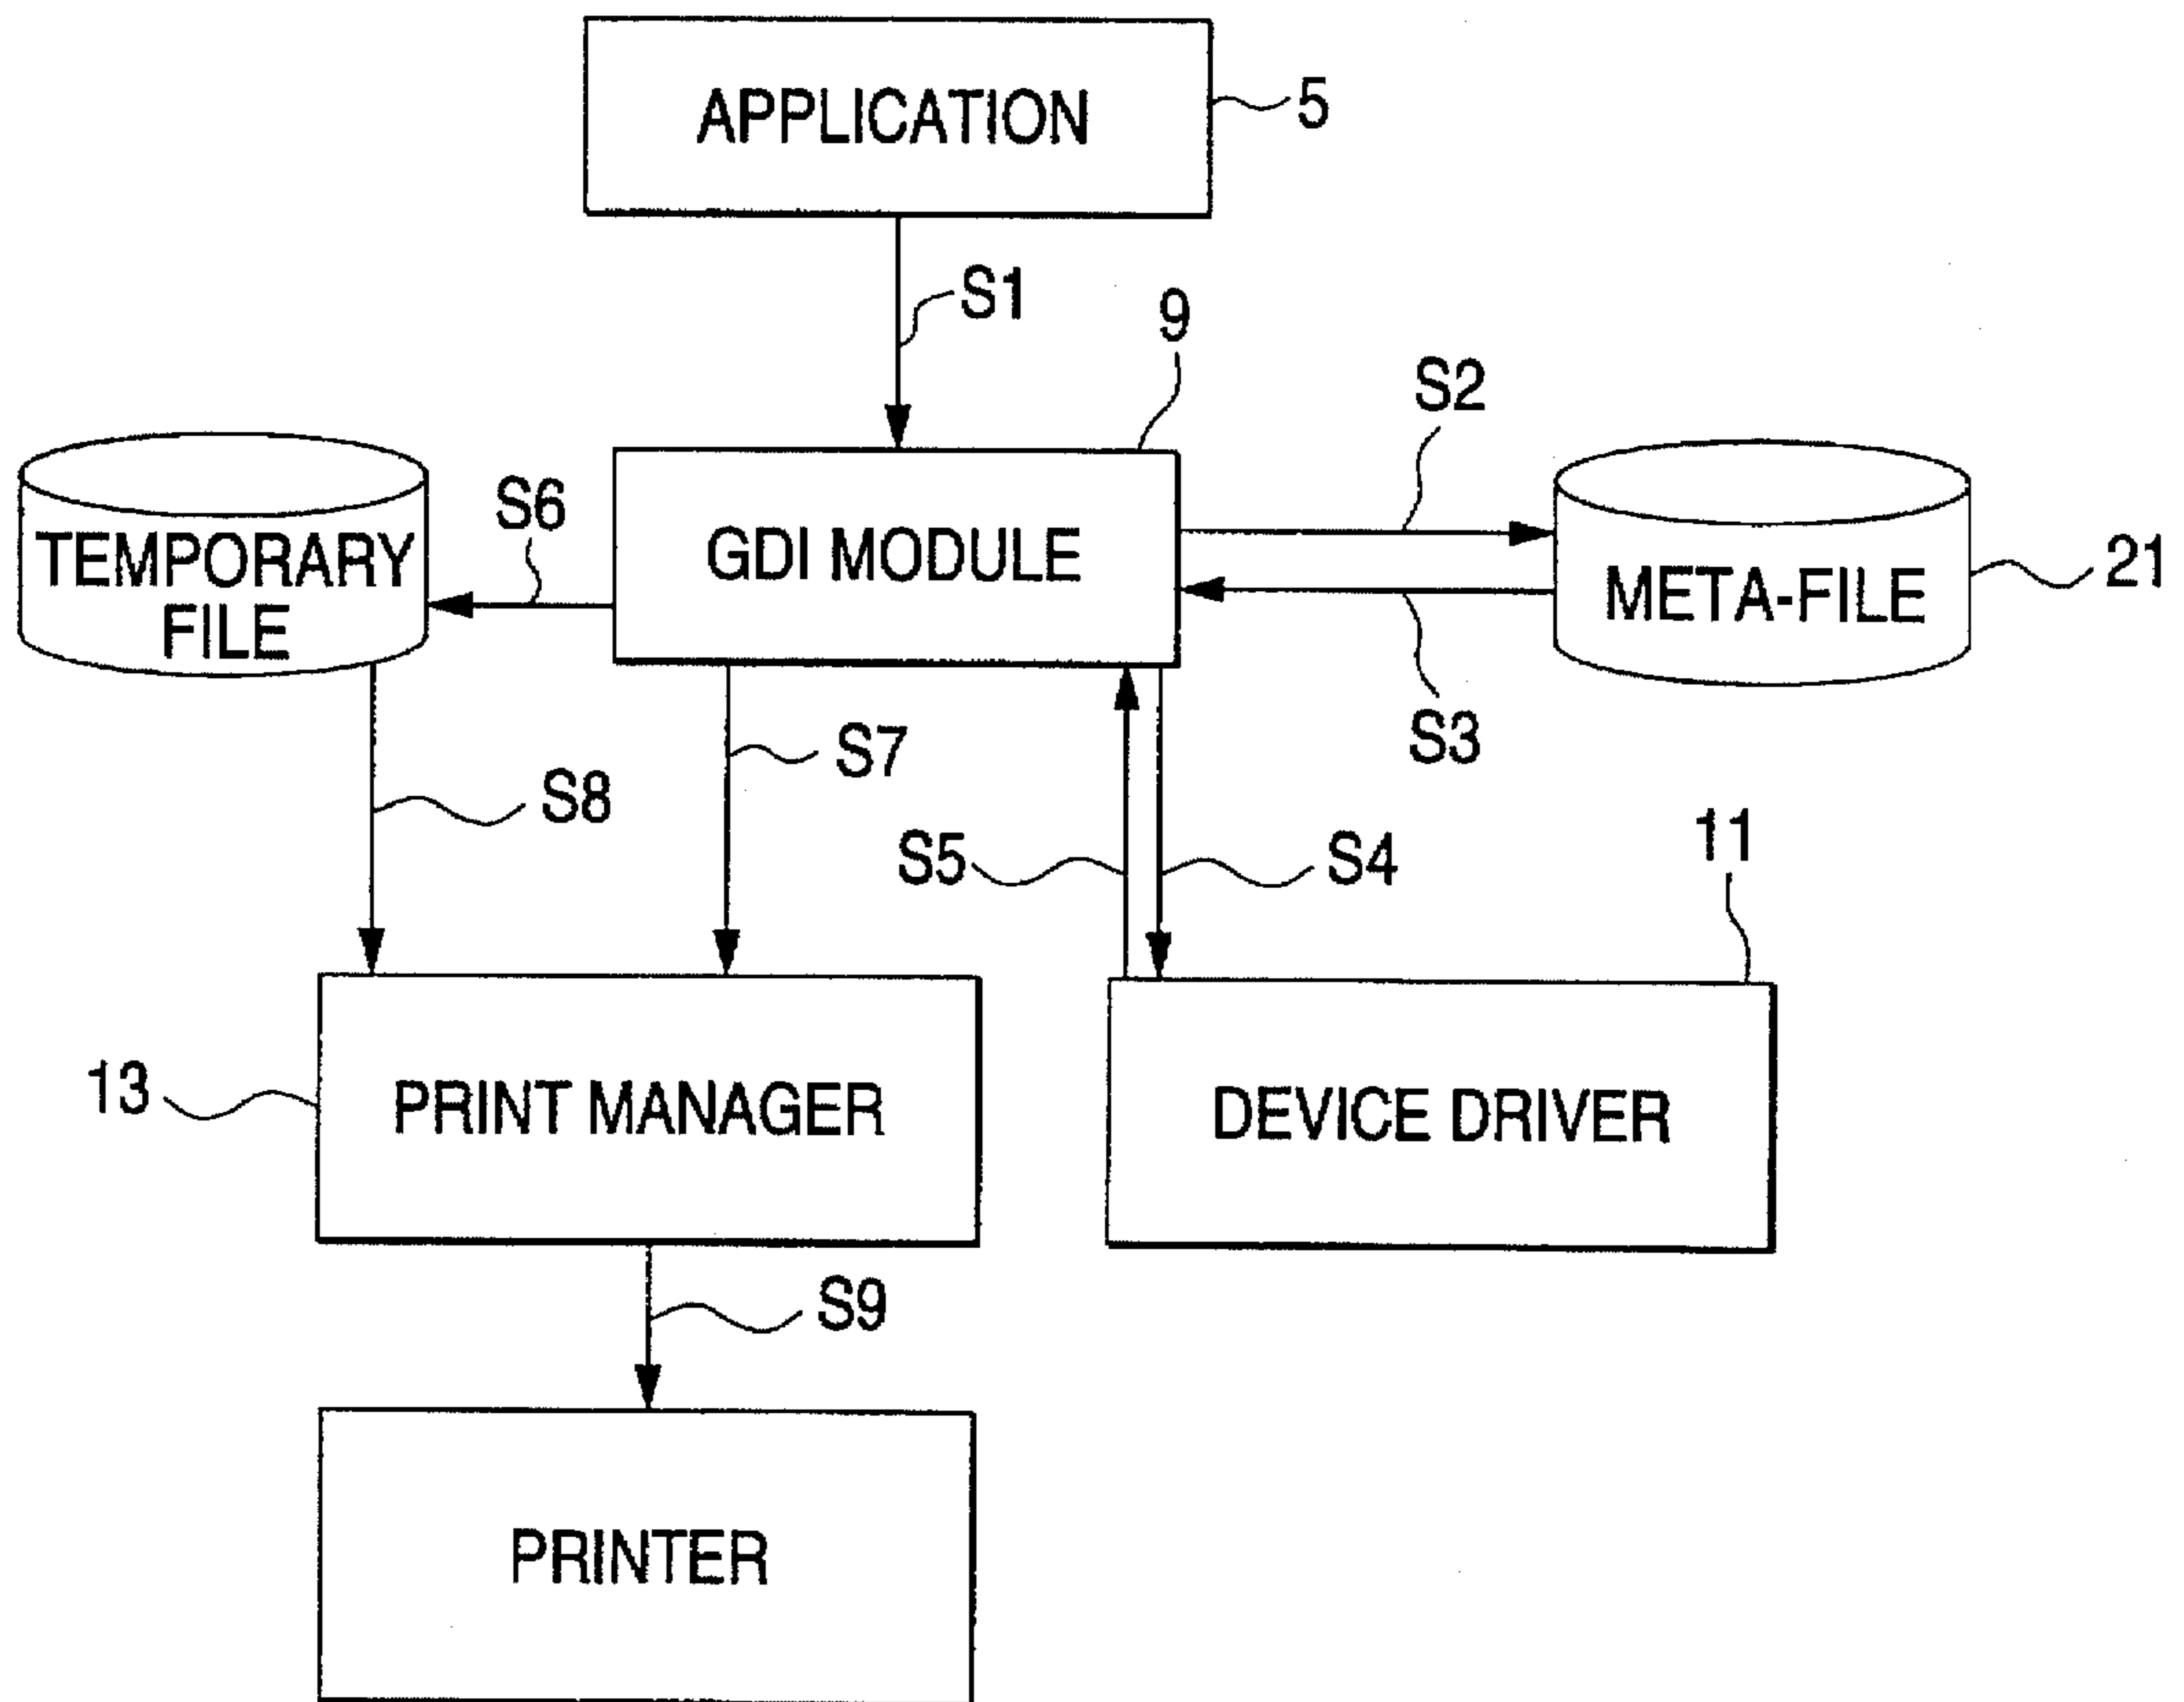 APPLICATION
5
S1
9
S2
TEMPORARY
FILE
S6
GDI MODULE
META-FILE
21
S3
S7
S8
S5
S4
11
13
PRINT MANAGER
DEVICE DRIVER
S9
PRINTER